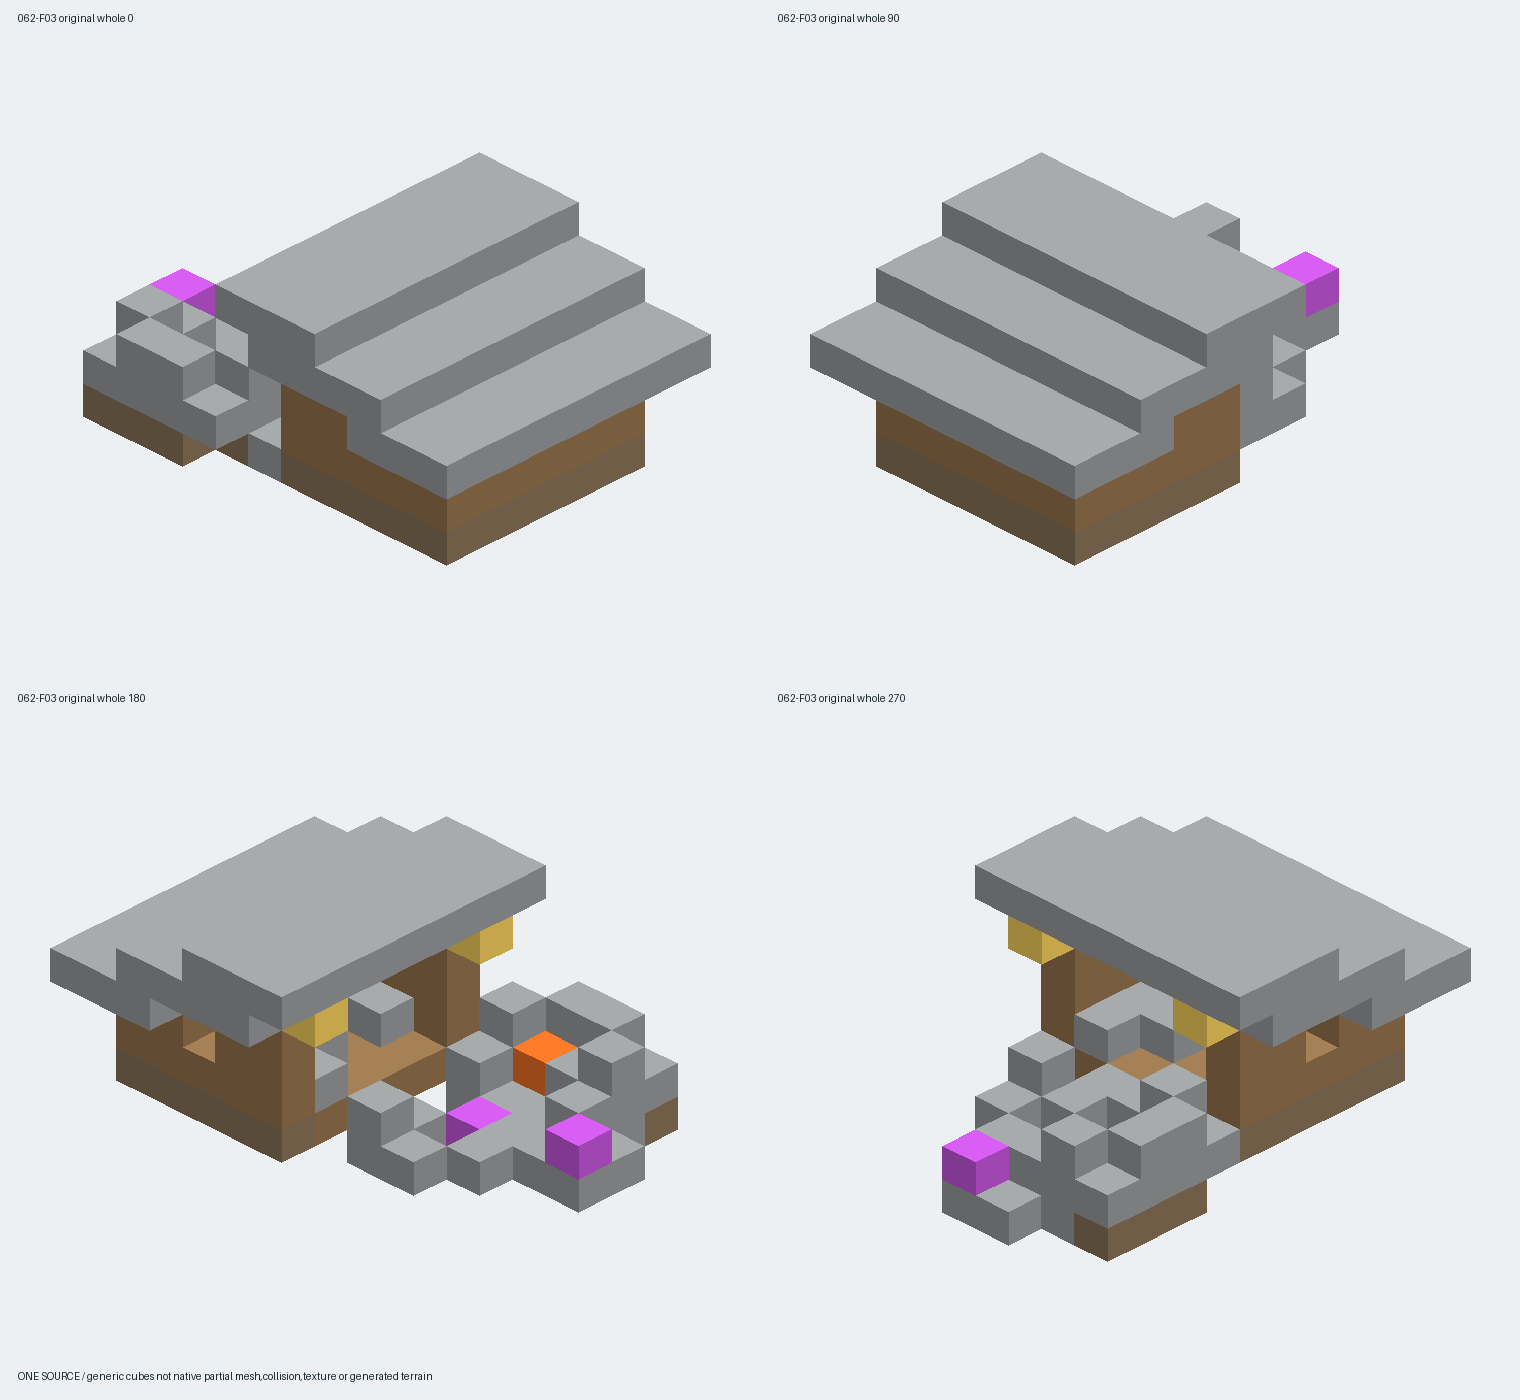 062-F03 original whole 0
062-F03 original whole 90
062-F03 original whole 180
062-F03 original whole 270
ONE SOURCE / generic cubes not native partial mesh,collision,texture or generated terrain